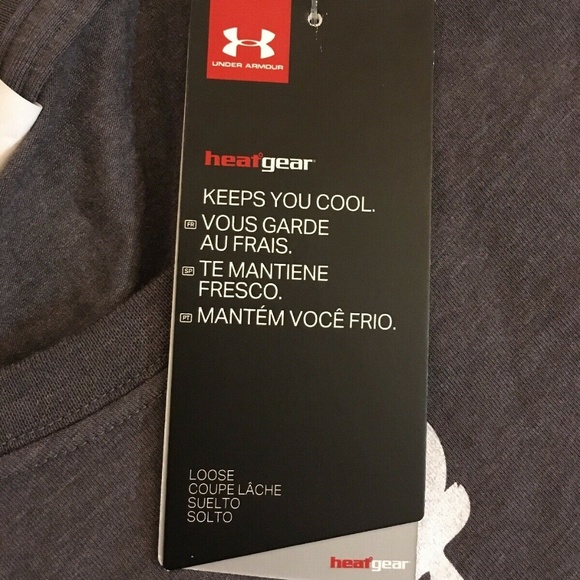 UNDER ARMOUR
heatgear
KEEPS YOU COOL.
FR VOUS GARDE
AU FRAIS.
SP TE MANTIENE
FRESCO.
PT MANTÉM VOCÊ FRIO.
LOOSE
COUPE LÂCHE
SUELTO
SOLTO
heatgear